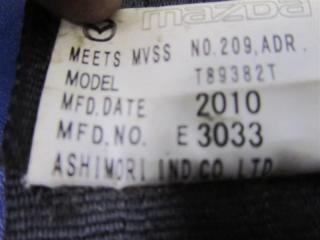 mazda
MEETS MVSS NO.209, ADR.
MODEL T89382T
MFD.DATE 2010
MFD.NO. E 3033
ASHIMORI IND CO LTD